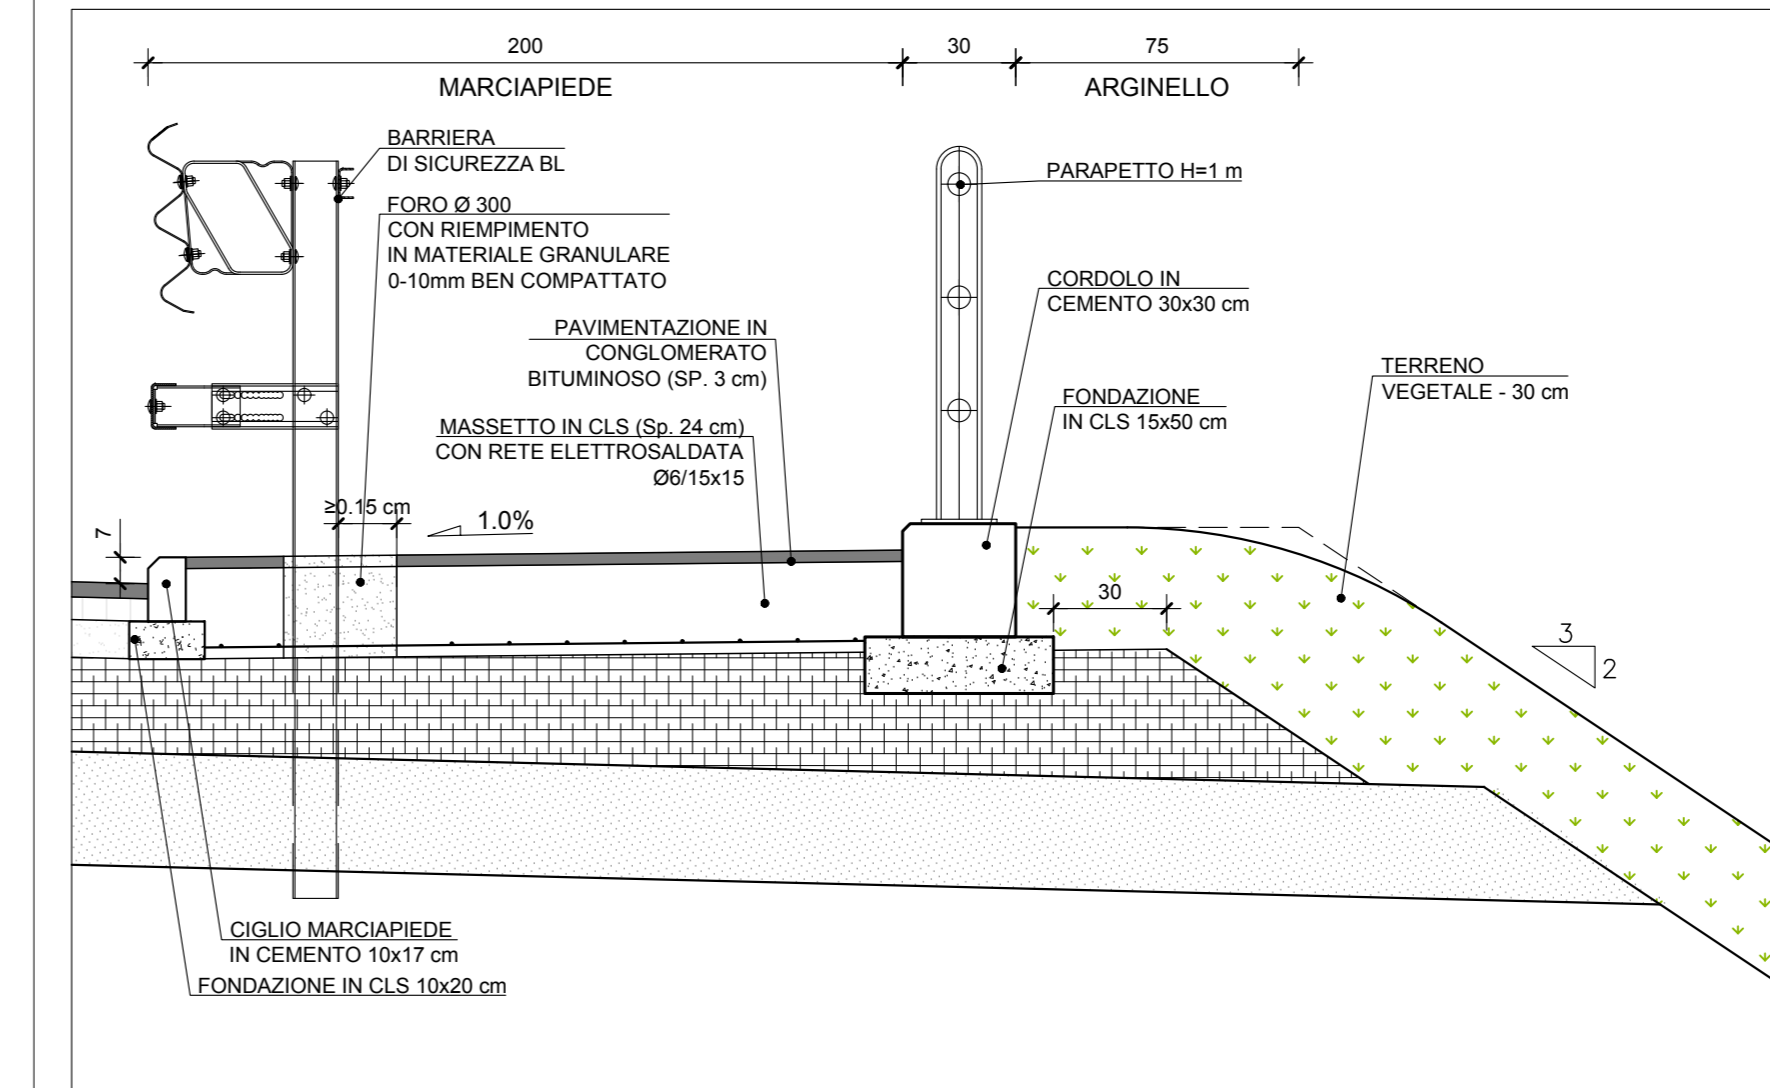 200
30
75
MARCIAPIEDE
ARGINELLO
BARRIERA
DI SICUREZZA BL
PARAPETTO H=1 m
FORO Ø 300
CON RIEMPIMENTO
IN MATERIALE GRANULARE
0-10mm BEN COMPATTATO
CORDOLO IN
CEMENTO 30x30 cm
PAVIMENTAZIONE IN
CONGLOMERATO
BITUMINOSO (SP. 3 cm)
TERRENO
VEGETALE - 30 cm
FONDAZIONE
IN CLS 15x50 cm
MASSETTO IN CLS (Sp. 24 cm)
CON RETE ELETTROSALDATA
Ø6/15x15
≥0.15 cm
1.0%
7
30
3
2
CIGLIO MARCIAPIEDE
IN CEMENTO 10x17 cm
FONDAZIONE IN CLS 10x20 cm